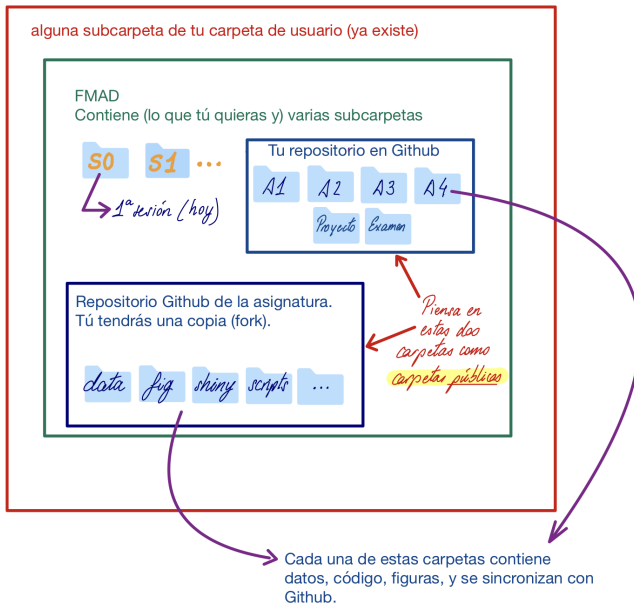 alguna subcarpeta de tu carpeta de usuario (ya existe)
FMAD
Contiene (lo que tú quieras y) varias subcarpetas
S0
S1
...
1ª sesión (hoy)
Tu repositorio en Github
A1
A2
A3
A4
Proyecto
Examen
Repositorio Github de la asignatura.
Tú tendrás una copia (fork).
data
fig
shiny
scripts
...
Piensa en
estas dos
carpetas como
carpetas públicas
Cada una de estas carpetas contiene
datos, código, figuras, y se sincronizan con
Github.